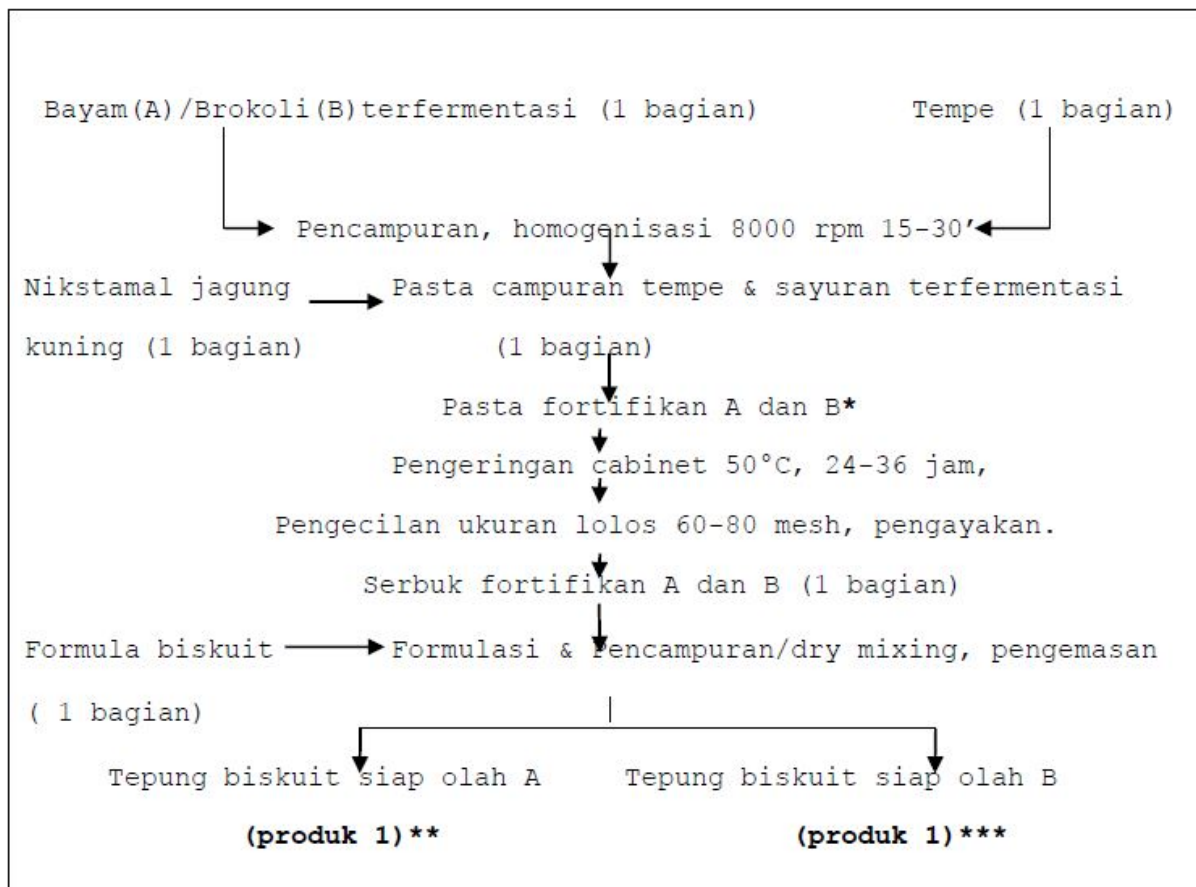 Bayam(A)/Brokoli(B)terfermentasi (1 bagian) Tempe (1 bagian)
Pencampuran, homogenisasi 8000 rpm 15-30’
Nikstamal jagung Pasta campuran tempe & sayuran terfermentasi
kuning (1 bagian) (1 bagian)
Pasta fortifikan A dan B*
Pengeringan cabinet 50°C, 24-36 jam,
Pengecilan ukuran lolos 60-80 mesh, pengayakan.
Serbuk fortifikan A dan B (1 bagian)
Formula biskuit Formulasi & Pencampuran/dry mixing, pengemasan
( 1 bagian)
Tepung biskuit siap olah A Tepung biskuit siap olah B
(produk 1)** (produk 1)***